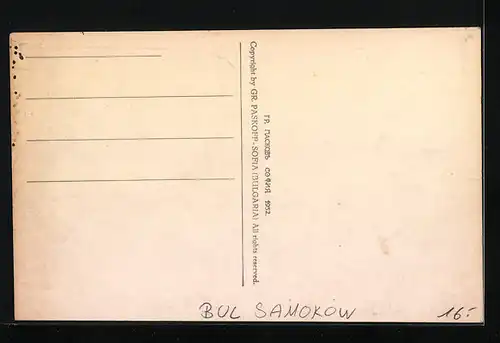 Copyright by GR. PASKOFF-SOFIA (BULGARIA) All rights reserved.
ГР. ПАСКОВЪ СОФИЯ 1932.
BUL SAMOKOW
16.-